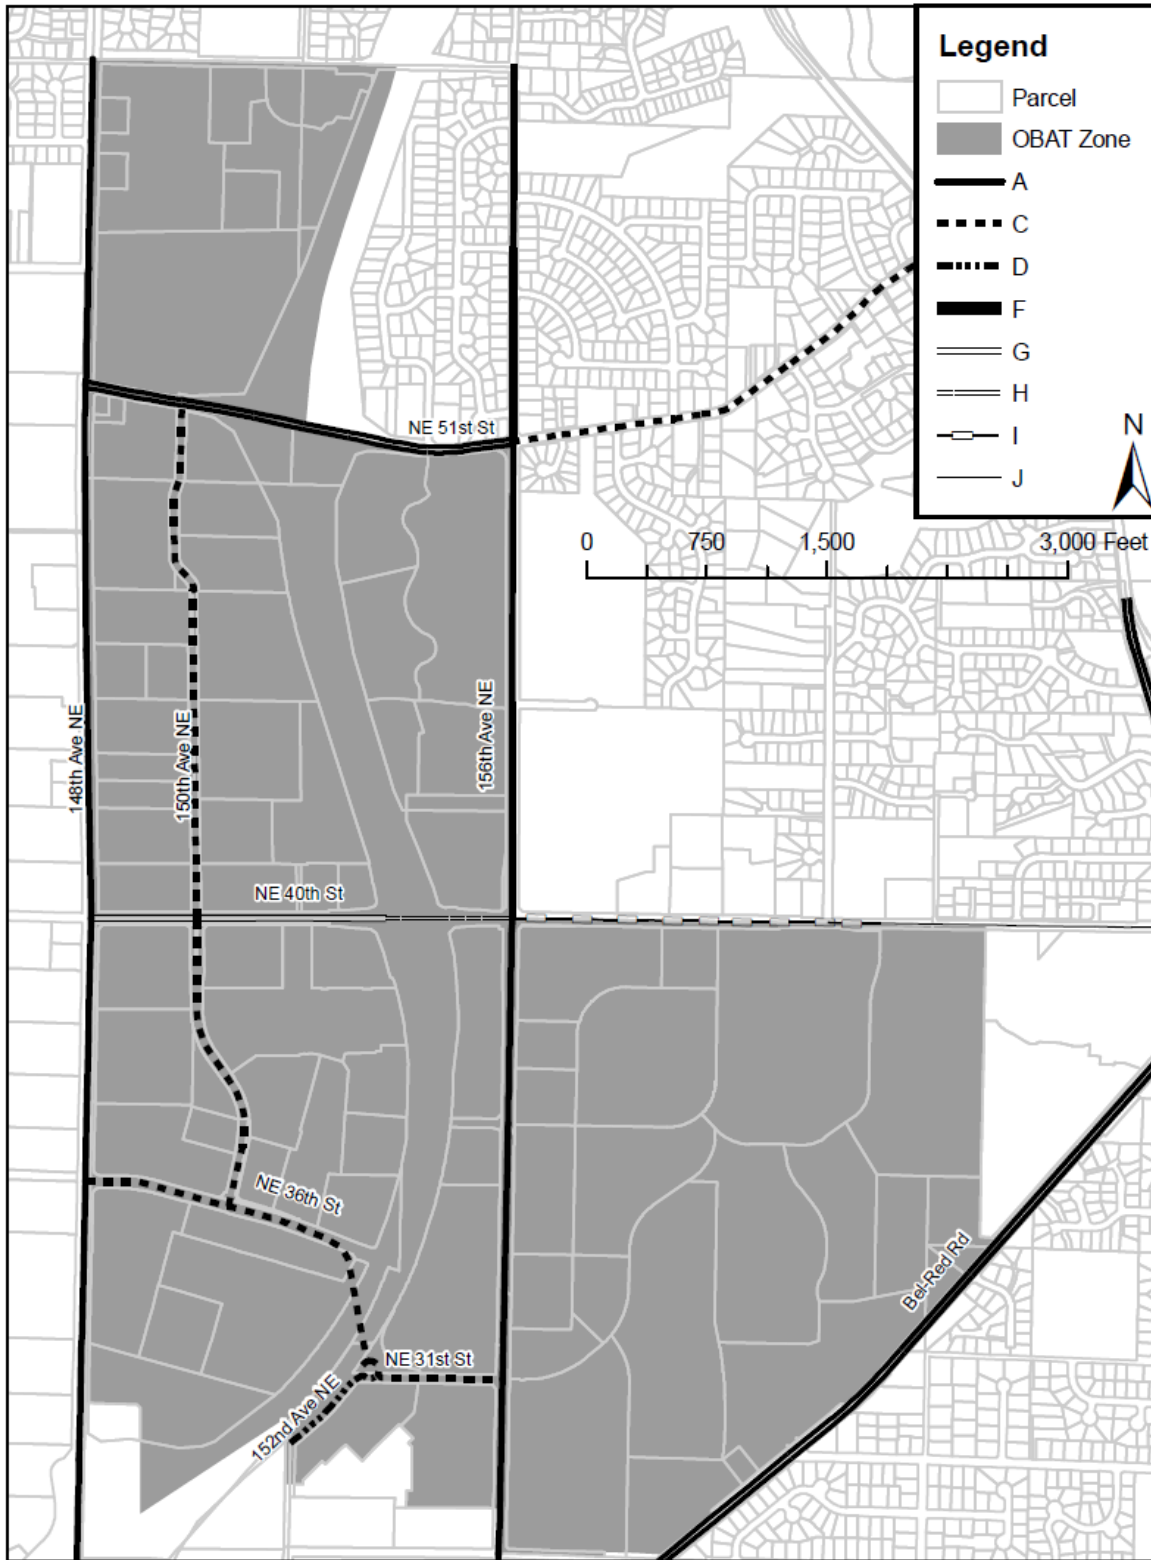 Legend
Parcel
OBAT Zone
A
C
D
F
G
H
I
J
N
0 750 1,500 3,000 Feet
NE 51st St
148th Ave NE
150th Ave NE
156th Ave NE
NE 40th St
NE 36th St
Bel-Red Rd
NE 31st St
152nd Ave NE